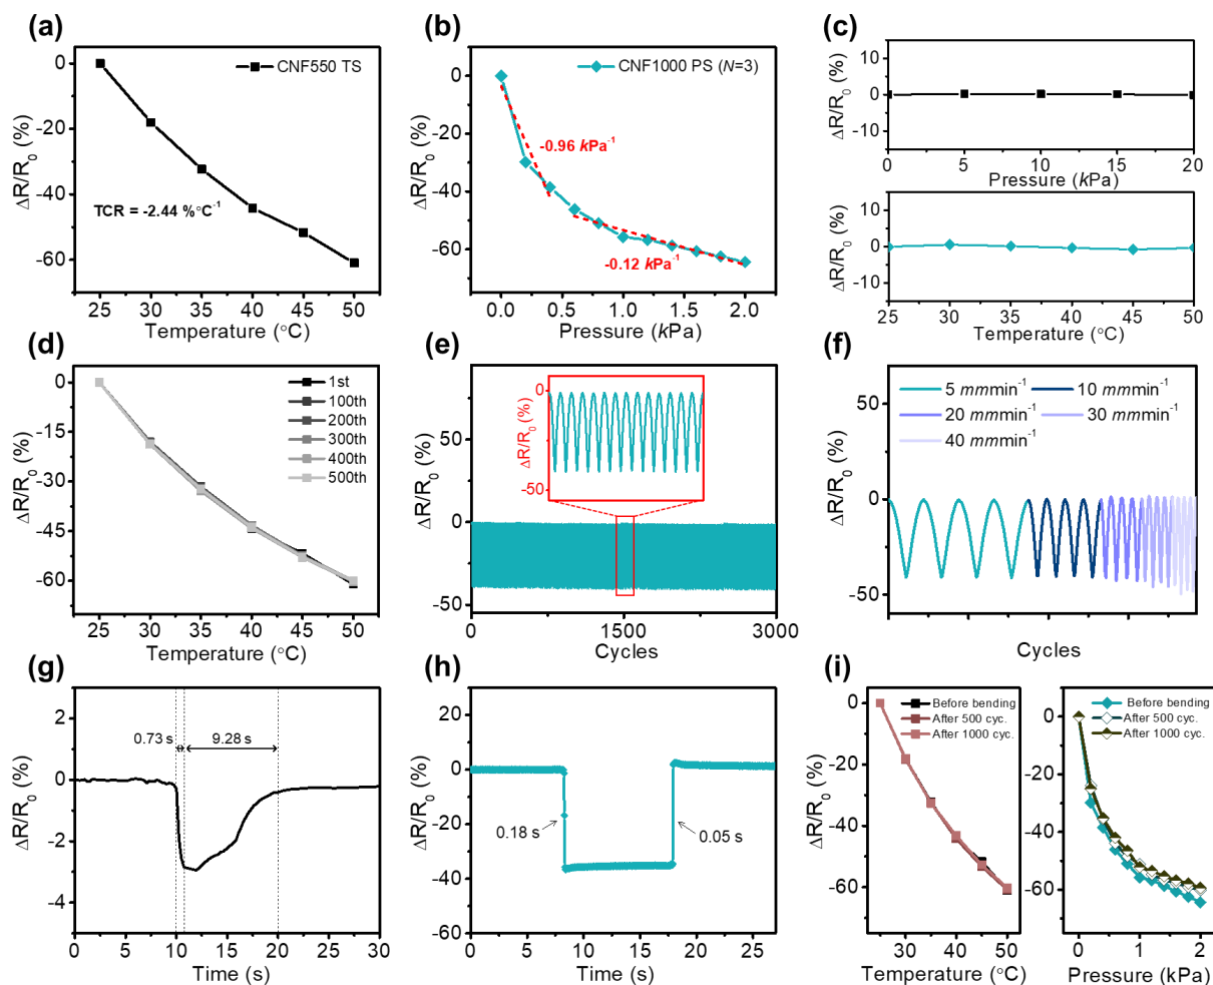 (a)
CNF550 TS
TCR = -2.44 %°C⁻¹
ΔR/R₀ (%)
0
-20
-40
-60
25 30 35 40 45 50
Temperature (°C)
(b)
CNF1000 PS (N=3)
-0.96 kPa⁻¹
-0.12 kPa⁻¹
ΔR/R₀ (%)
20
0
-20
-40
-60
0.0 0.5 1.0 1.5 2.0
Pressure (kPa)
(c)
ΔR/R₀ (%)
10
0
-10
0 5 10 15 20
Pressure (kPa)
ΔR/R₀ (%)
10
0
-10
25 30 35 40 45 50
Temperature (°C)
(d)
1st
100th
200th
300th
400th
500th
ΔR/R₀ (%)
0
-15
-30
-45
-60
25 30 35 40 45 50
Temperature (°C)
(e)
ΔR/R₀ (%)
0
-50
ΔR/R₀ (%)
50
0
-50
0 1500 3000
Cycles
(f)
5 mmmin⁻¹ 10 mmmin⁻¹
20 mmmin⁻¹ 30 mmmin⁻¹
40 mmmin⁻¹
ΔR/R₀ (%)
50
0
-50
Cycles
(g)
0.73 s 9.28 s
ΔR/R₀ (%)
2
0
-2
-4
0 5 10 15 20 25 30
Time (s)
(h)
0.18 s
0.05 s
ΔR/R₀ (%)
20
0
-20
-40
-60
0 5 10 15 20 25
Time (s)
(i)
Before bending
After 500 cyc.
After 1000 cyc.
ΔR/R₀ (%)
0
-20
-40
-60
30 40 50
Temperature (°C)
Before bending
After 500 cyc.
After 1000 cyc.
0
-20
-40
-60
0 1 2
Pressure (kPa)